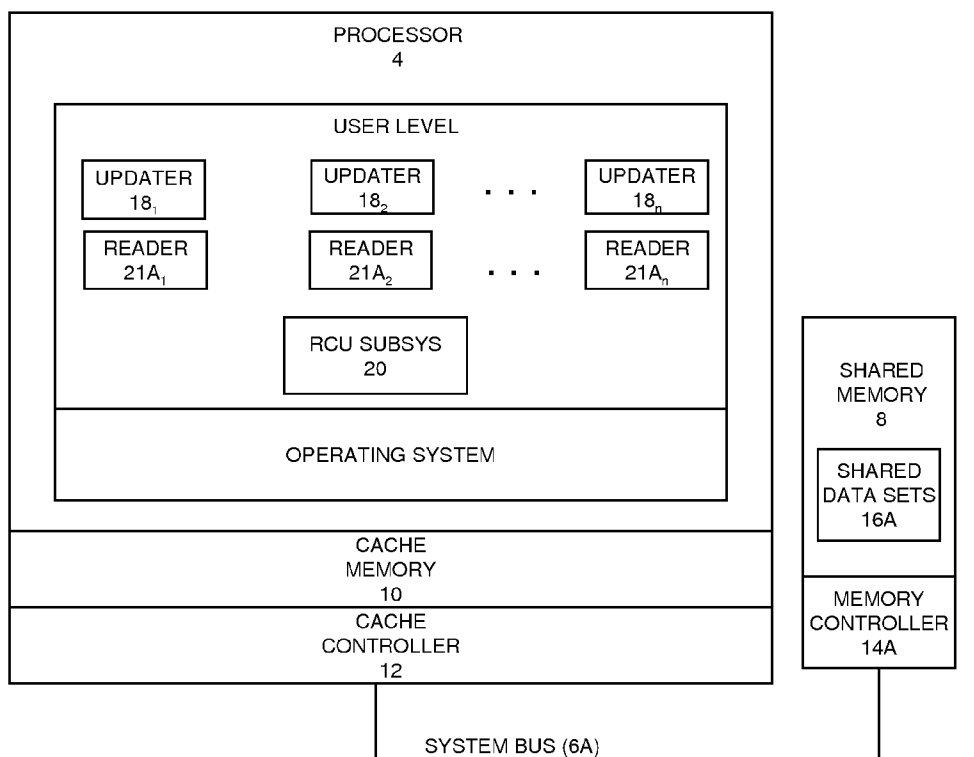 PROCESSOR
4
USER LEVEL
UPDATER
18₁
UPDATER
18₂
. . .
UPDATER
18ₙ
READER
21A₁
READER
21A₂
. . .
READER
21Aₙ
RCU SUBSYS
20
OPERATING SYSTEM
CACHE
MEMORY
10
CACHE
CONTROLLER
12
SHARED
MEMORY
8
SHARED
DATA SETS
16A
MEMORY
CONTROLLER
14A
SYSTEM BUS (6A)